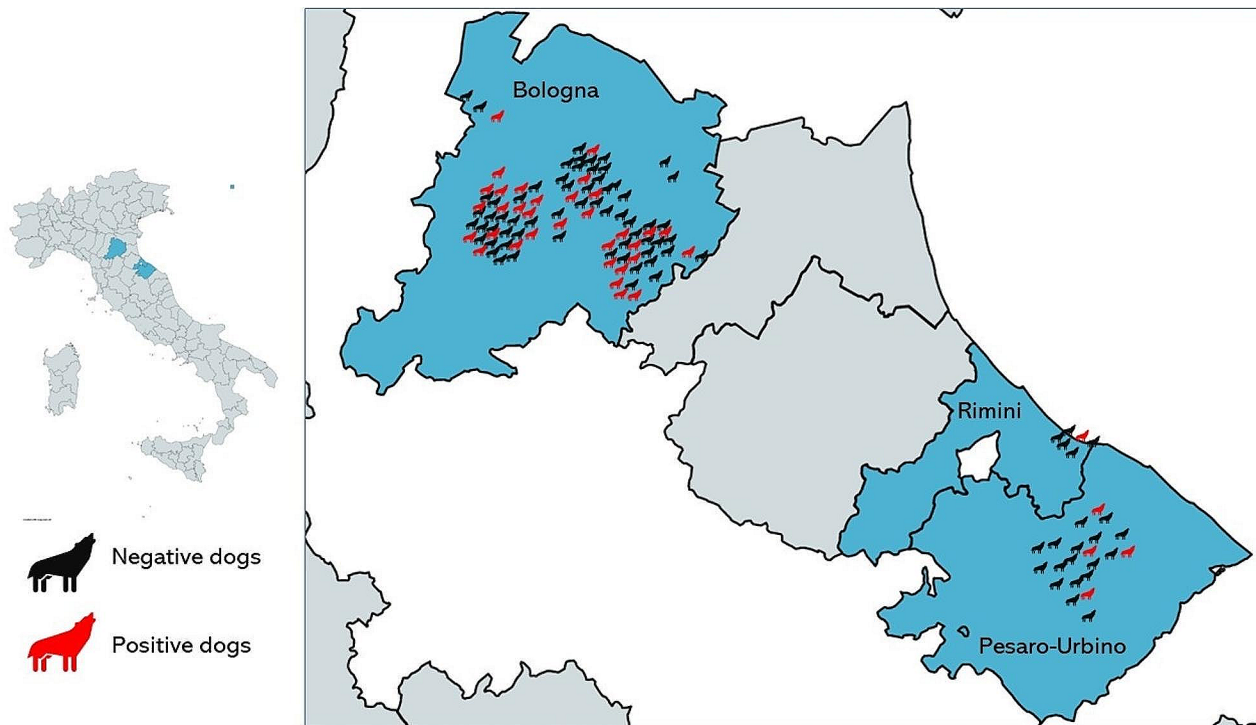 Bologna
Rimini
Pesaro-Urbino
Negative dogs
Positive dogs